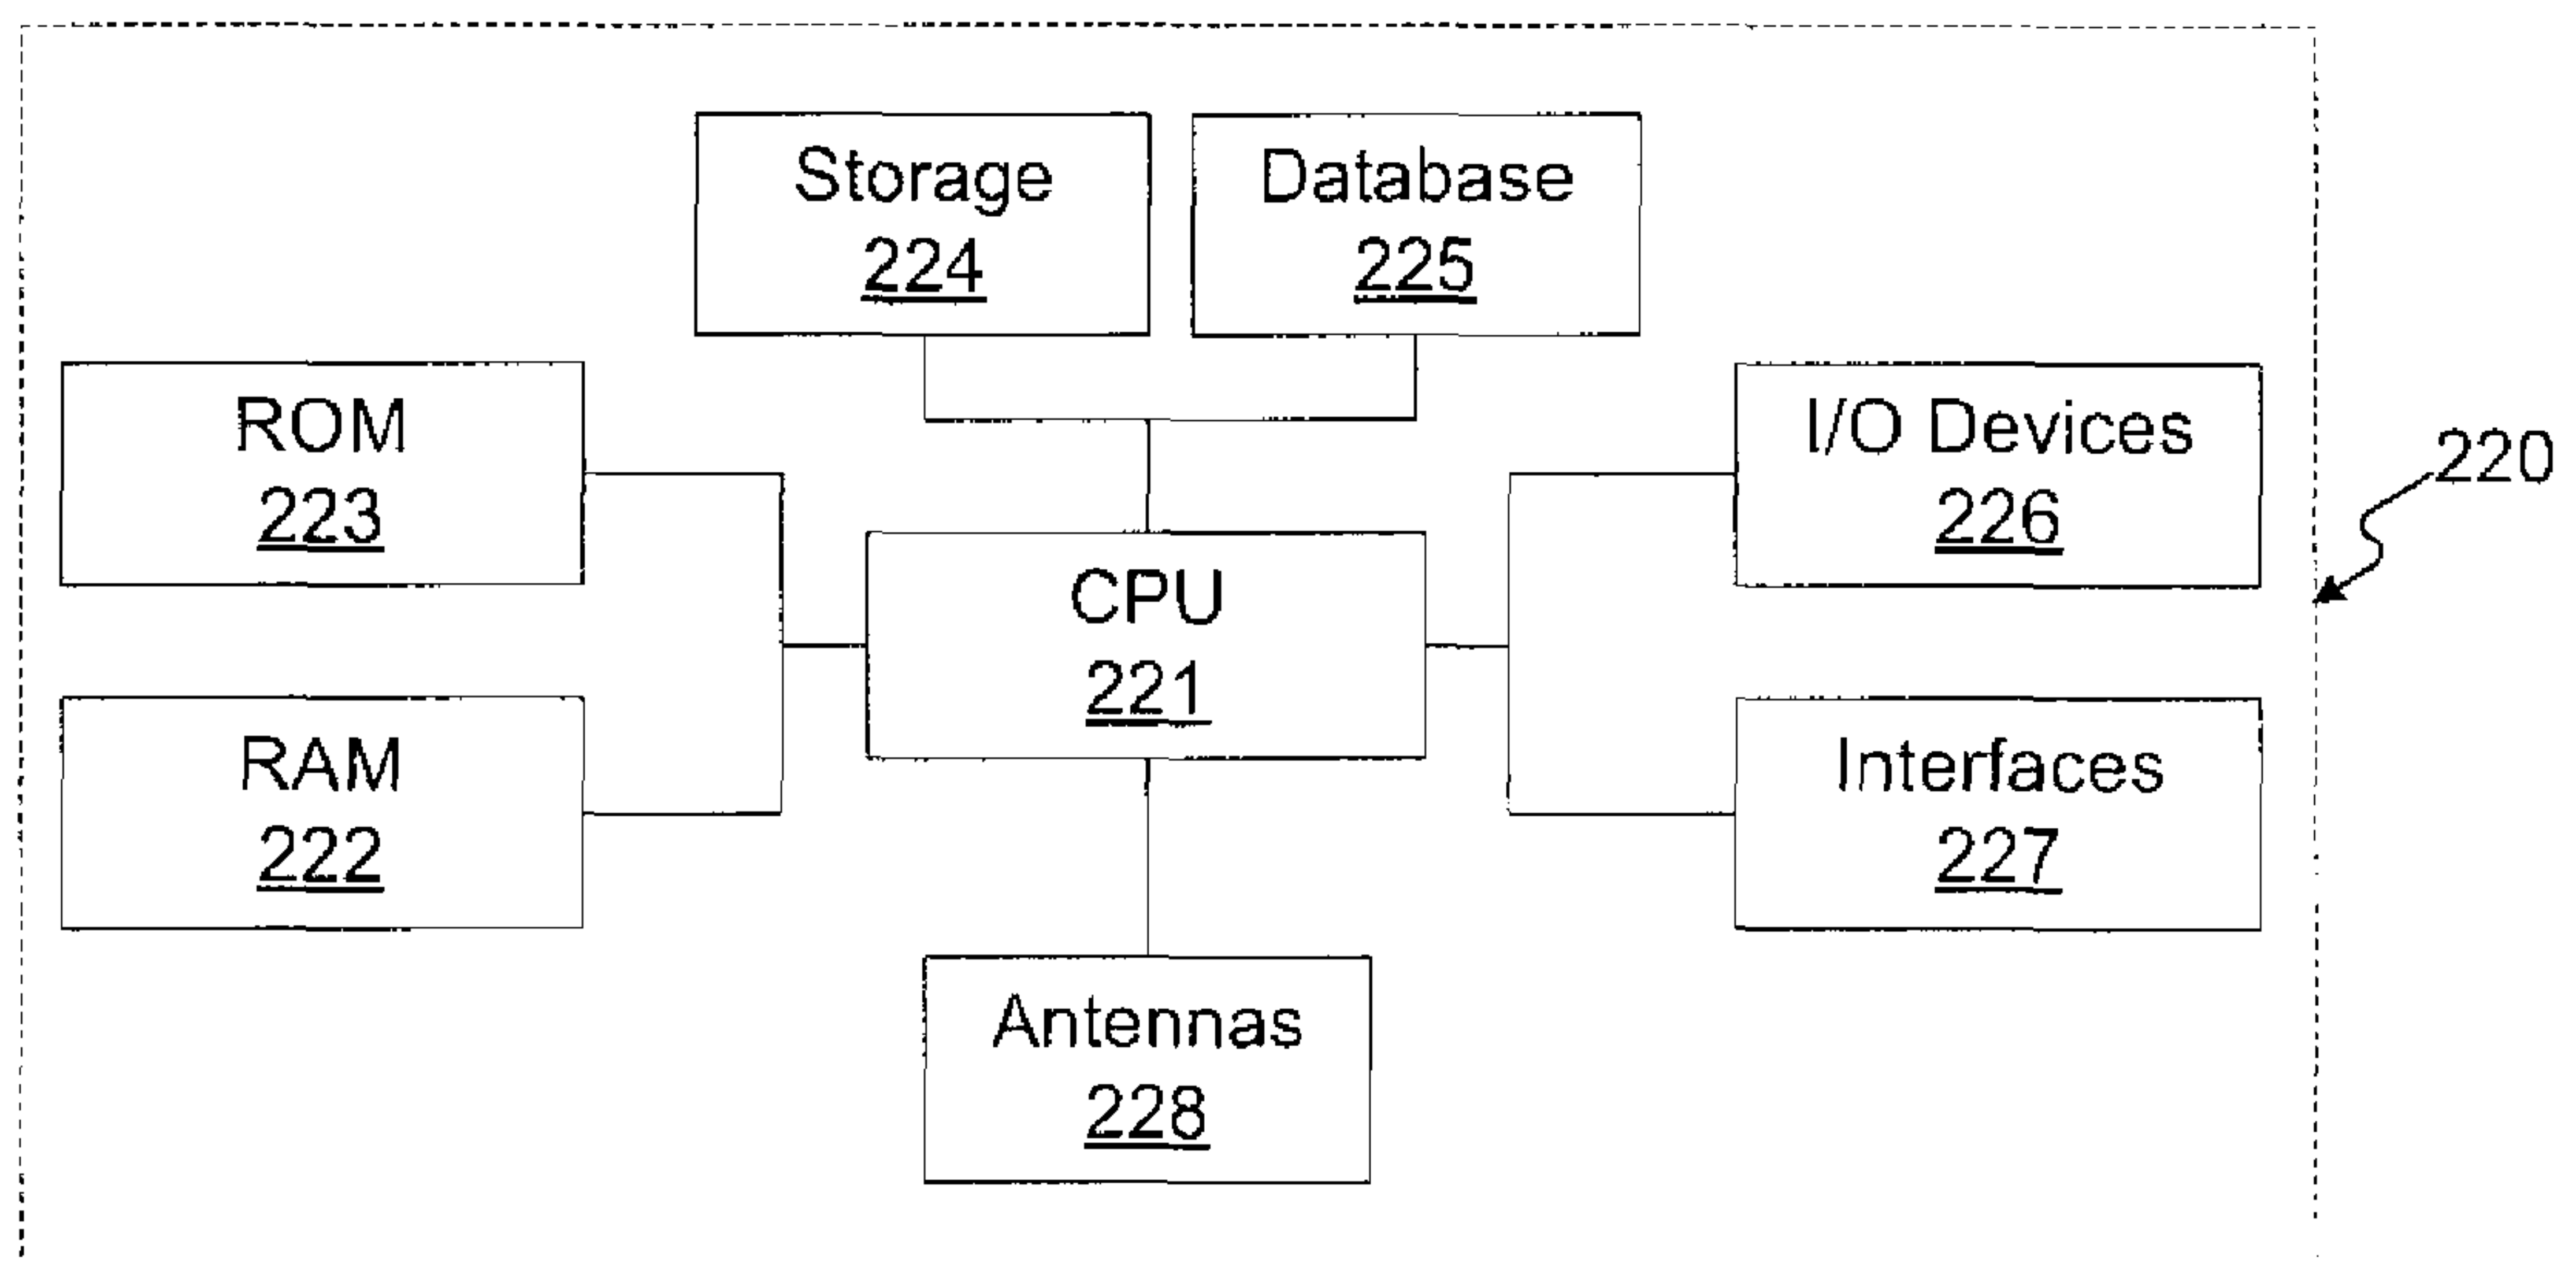 Storage
224
Database
225
ROM
223
I/O Devices
226
220
CPU
221
RAM
222
Interfaces
227
Antennas
228